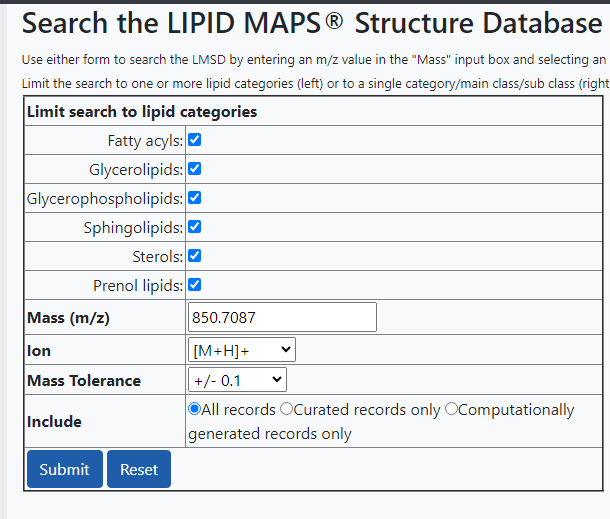 Search the LIPID MAPS® Structure Database
Use either form to search the LMSD by entering an m/z value in the "Mass" input box and selecting an
Limit the search to one or more lipid categories (left) or to a single category/main class/sub class (right
Limit search to lipid categories
Fatty acyls:
Glycerolipids:
Glycerophospholipids:
Sphingolipids:
Sterols:
Prenol lipids:
Mass (m/z) 850.7087
Ion [M+H]+
Mass Tolerance +/- 0.1
Include All records Curated records only Computationally
generated records only
Submit Reset